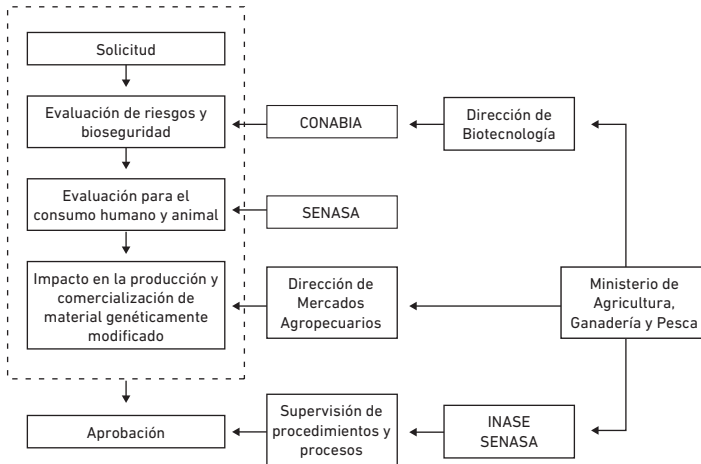 Solicitud
Evaluación de riesgos y
bioseguridad
CONABIA
Dirección de
Biotecnología
Evaluación para el
consumo humano y animal
SENASA
Impacto en la producción y
comercialización de
material genéticamente
modificado
Dirección de
Mercados
Agropecuarios
Ministerio de
Agricultura,
Ganadería y Pesca
Aprobación
Supervisión de
procedimientos y
procesos
INASE
SENASA